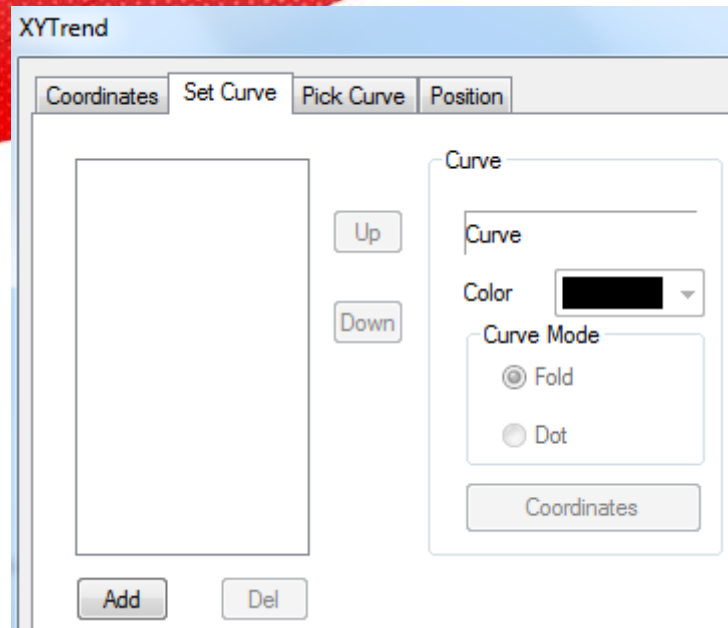 XYTrend
Coordinates Set Curve Pick Curve Position
Curve
Up
Curve
Color
Down
Curve Mode
Fold
Dot
Coordinates
Add Del